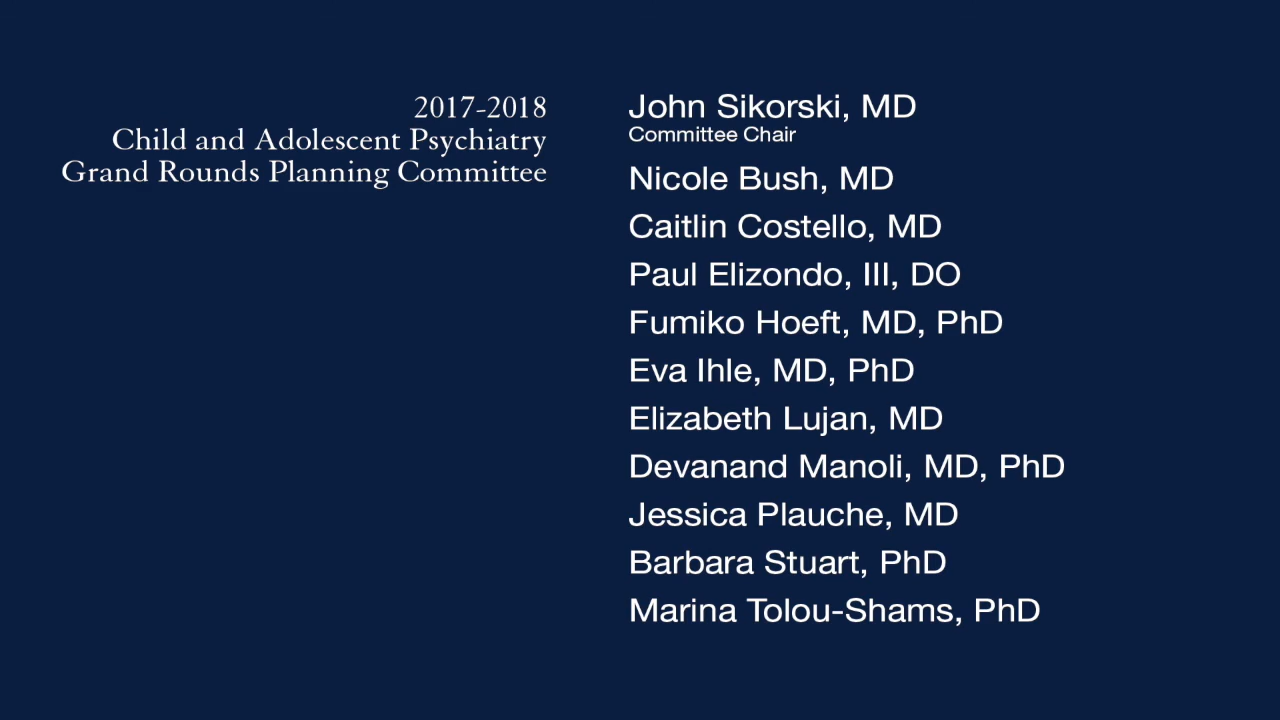 2017-2018
Child and Adolescent Psychiatry
Grand Rounds Planning Committee
John Sikorski, MD
Committee Chair
Nicole Bush, MD
Caitlin Costello, MD
Paul Elizondo, III, DO
Fumiko Hoeft, MD, PhD
Eva Ihle, MD, PhD
Elizabeth Lujan, MD
Devanand Manoli, MD, PhD
Jessica Plauche, MD
Barbara Stuart, PhD
Marina Tolou-Shams, PhD